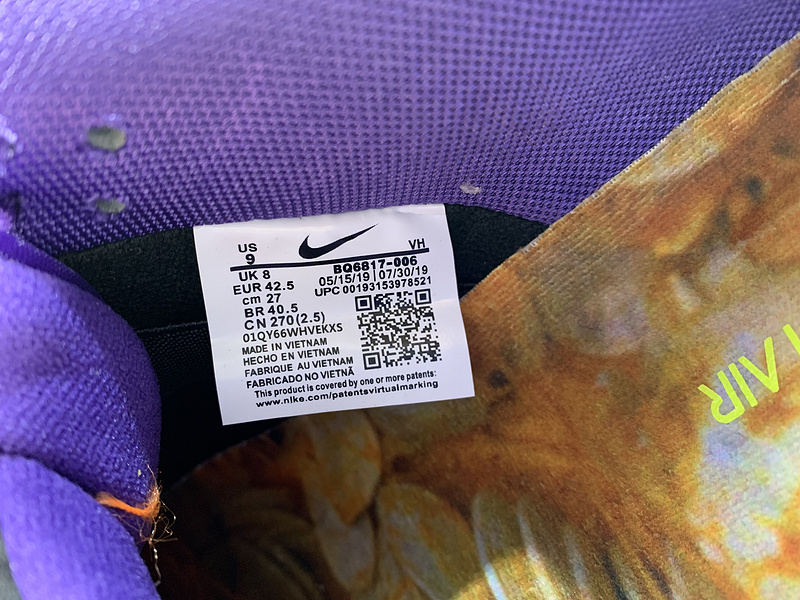 US
9
VH
UK 8
BQ6817-006
EUR 42.5
05/15/19 | 07/30/19
cm 27
UPC 00193153978521
BR 40.5
CN 270(2.5)
01QY66WHVEKXS
MADE IN VIETNAM
HECHO EN VIETNAM
FABRIQUE AU VIETNAM
FABRICADO NO VIETNÃ
This product is covered by one or more patents:
www.nike.com/patentsvirtualmarking
AIR